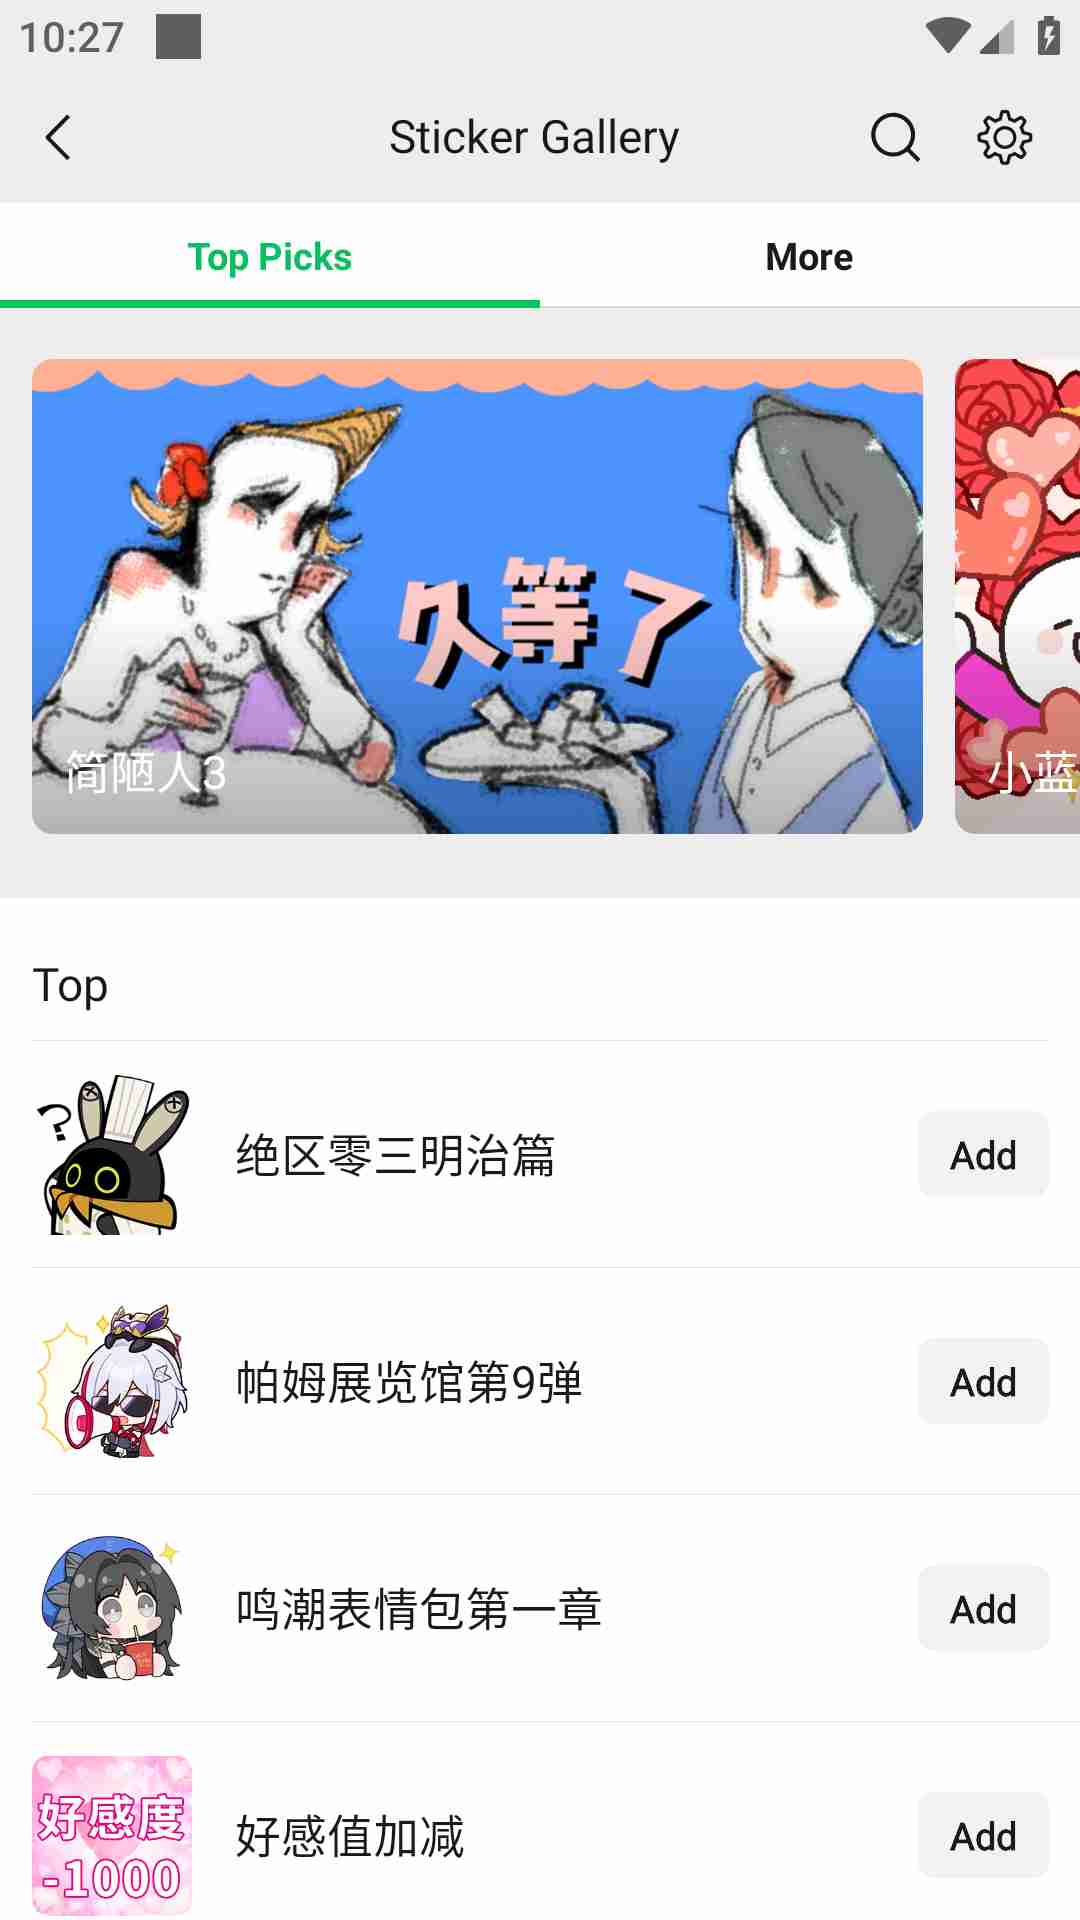 10:27
Sticker Gallery
Top Picks
More
久等了
简陋人3
小蓝
Top
?
绝区零三明治篇
Add
帕姆展览馆第9弹
Add
鸣潮表情包第一章
Add
好感度
-1000
好感值加减
Add